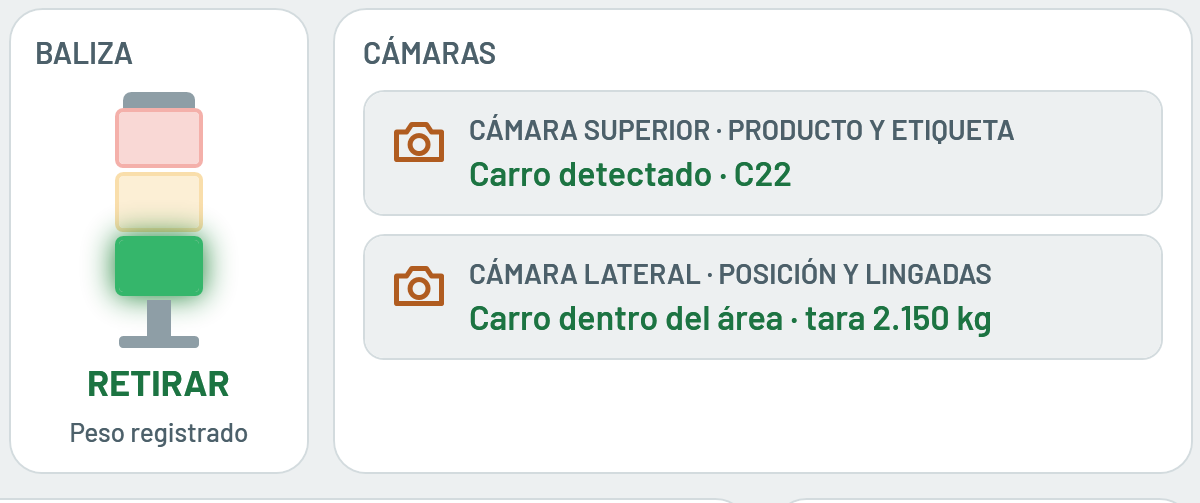 BALIZA
RETIRAR
Peso registrado
CÁMARAS
CÁMARA SUPERIOR · PRODUCTO Y ETIQUETA
Carro detectado · C22
CÁMARA LATERAL · POSICIÓN Y LINGADAS
Carro dentro del área · tara 2.150 kg